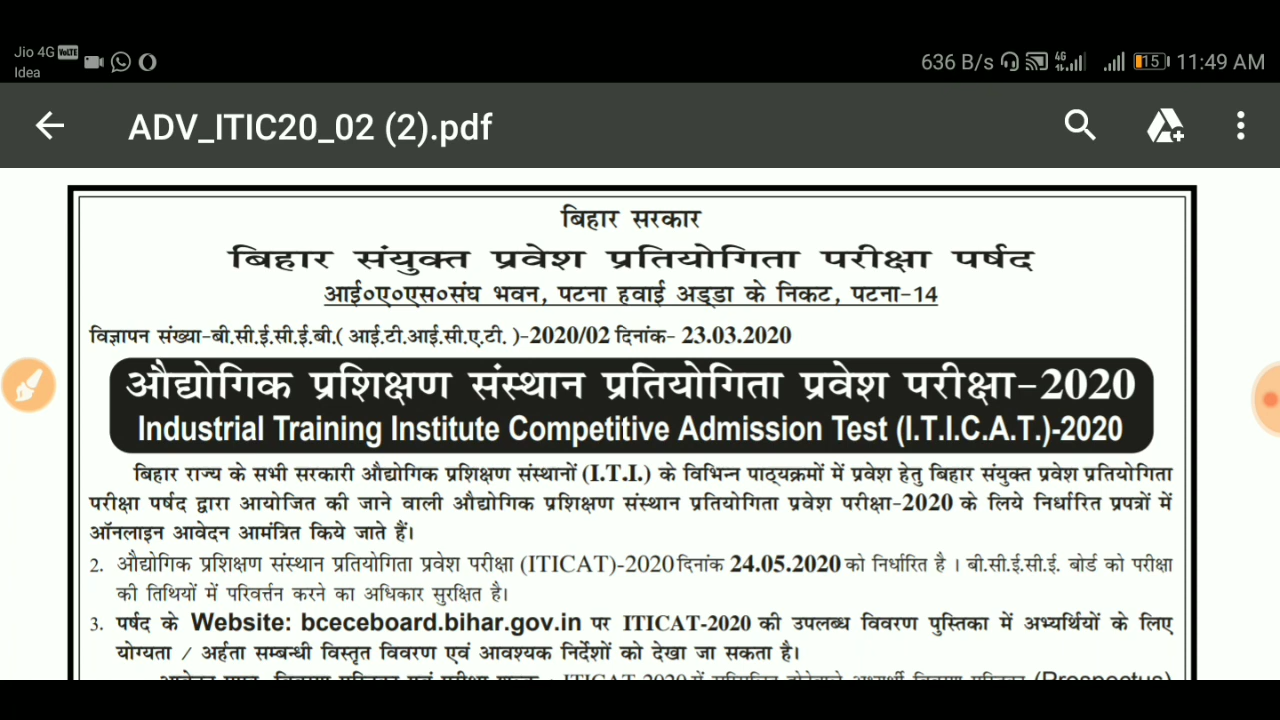 Jio 4G VoLTE
Idea
636 B/s 4G 15 11:49 AM
ADV_ITIC20_02 (2).pdf
बिहार सरकार
बिहार संयुक्त प्रवेश प्रतियोगिता परीक्षा पर्षद
आई०ए०एस०संघ भवन, पटना हवाई अड्डा के निकट, पटना-14
विज्ञापन संख्या-बी.सी.ई.सी.ई.बी.( आई.टी.आई.सी.ए.टी. )-2020/02 दिनांक- 23.03.2020
औद्योगिक प्रशिक्षण संस्थान प्रतियोगिता प्रवेश परीक्षा-2020
Industrial Training Institute Competitive Admission Test (I.T.I.C.A.T.)-2020
बिहार राज्य के सभी सरकारी औद्योगिक प्रशिक्षण संस्थानों (I.T.I.) के विभिन्न पाठ्यक्रमों में प्रवेश हेतु बिहार संयुक्त प्रवेश प्रतियोगिता
परीक्षा पर्षद द्वारा आयोजित की जाने वाली औद्योगिक प्रशिक्षण संस्थान प्रतियोगिता प्रवेश परीक्षा-2020 के लिये निर्धारित प्रपत्रों में
ऑनलाइन आवेदन आमंत्रित किये जाते हैं।
2. औद्योगिक प्रशिक्षण संस्थान प्रतियोगिता प्रवेश परीक्षा (ITICAT)-2020 दिनांक 24.05.2020 को निर्धारित है । बी.सी.ई.सी.ई. बोर्ड को परीक्षा
की तिथियों में परिवर्त्तन करने का अधिकार सुरक्षित है।
3. पर्षद के Website: bceceboard.bihar.gov.in पर ITICAT-2020 की उपलब्ध विवरण पुस्तिका में अभ्यर्थियों के लिए
योग्यता / अर्हता सम्बन्धी विस्तृत विवरण एवं आवश्यक निर्देशों को देखा जा सकता है।
ITICAT-2020 में (Prospectus)